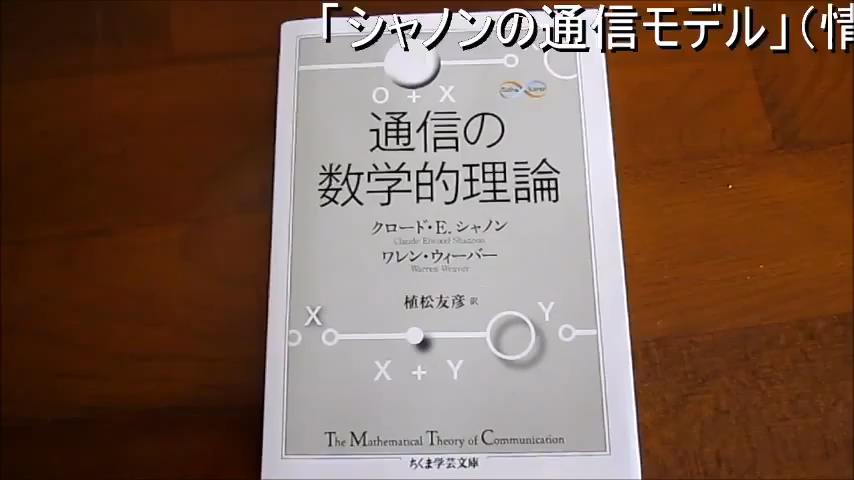 「シャノンの通信モデル」（情
O + X
通信の
数学的理論
クロード・E.シャノン
Claude Elwood Shannon
ワレン・ウィーバー
Warren Weaver
植松友彦 訳
X
Y
X + Y
The Mathematical Theory of Communication
ちくま学芸文庫